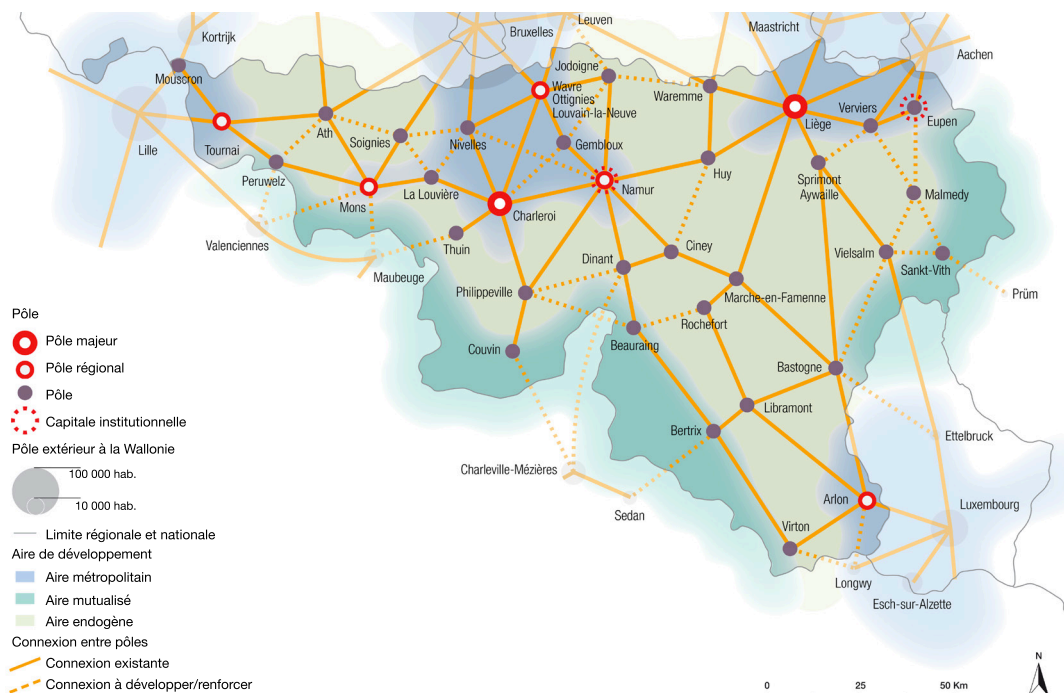 Kortrijk
Bruxelles
Leuven
Maastricht
Aachen
Mouscron
Jodoigne
Wavre
Ottignies
Louvain-la-Neuve
Waremme
Liège
Verviers
Eupen
Lille
Tournai
Ath
Soignies
Nivelles
Gembloux
Peruwelz
Mons
La Louvière
Charleroi
Namur
Huy
Sprimont
Aywaille
Malmedy
Valenciennes
Maubeuge
Thuin
Dinant
Ciney
Vielsalm
Sankt-Vith
Prüm
Philippeville
Marche-en-Famenne
Rochefort
Couvin
Beauraing
Bastogne
Libramont
Bertrix
Ettelbruck
Charleville-Mézières
Sedan
Arlon
Luxembourg
Virton
Longwy
Esch-sur-Alzette
Pôle
Pôle majeur
Pôle régional
Pôle
Capitale institutionnelle
Pôle extérieur à la Wallonie
100 000 hab.
10 000 hab.
Limite régionale et nationale
Aire de développement
Aire métropolitain
Aire mutualisé
Aire endogène
Connexion entre pôles
Connexion existante
Connexion à développer/renforcer
0 25 50 Km
N